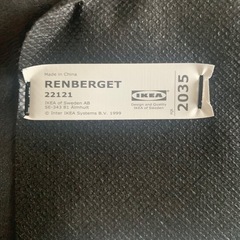 Made in China
RENBERGET
22121
IKEA of Sweden AB
SE-343 81 Älmhult
© Inter IKEA Systems B.V. 1999
IKEA
Design and Quality
IKEA of Sweden
2035